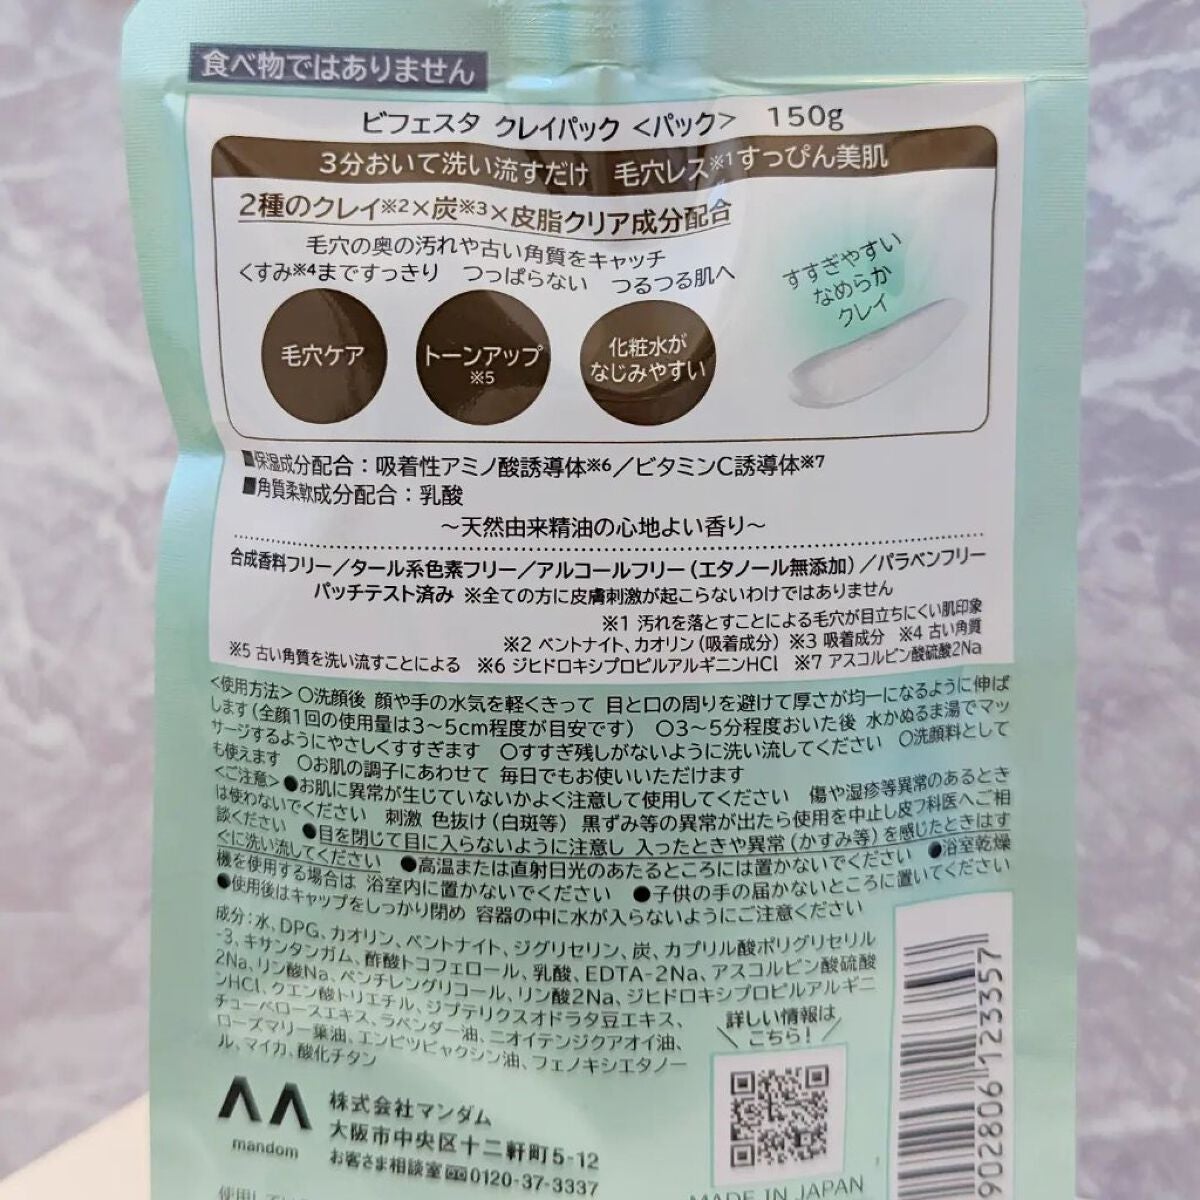 食べ物ではありません
ビフェスタ クレイパック <パック> 150g
3分おいて洗い流すだけ 毛穴レス※1すっぴん美肌
2種のクレイ※2×炭※3×皮脂クリア成分配合
毛穴の奥の汚れや古い角質をキャッチ
くすみ※4まですっきり つっぱらない つるつる肌へ
すすぎやすい
なめらか
クレイ
毛穴ケア
トーンアップ
※5
化粧水が
なじみやすい
■保湿成分配合：吸着性アミノ酸誘導体※6／ビタミンC誘導体※7
■角質柔軟成分配合：乳酸
～天然由来精油の心地よい香り～
合成香料フリー／タール系色素フリー／アルコールフリー(エタノール無添加)／パラベンフリー
パッチテスト済み ※全ての方に皮膚刺激が起こらないわけではありません
※1 汚れを落とすことによる毛穴が目立ちにくい肌印象
※2 ベントナイト、カオリン(吸着成分) ※3 吸着成分 ※4 古い角質
※5 古い角質を洗い流すことによる ※6 ジヒドロキシプロピルアルギニンHCl ※7 アスコルビン酸硫酸2Na
<使用方法> ○洗顔後 顔や手の水気を軽くきって 目と口の周りを避けて厚さが均一になるように伸ば
します(全顔1回の使用量は3～5cm程度が目安です) ○3～5分程度おいた後 水かぬるま湯でマッ
サージするようにやさしくすすぎます ○すすぎ残しがないように洗い流してください ○洗顔料として
も使えます ○お肌の調子にあわせて 毎日でもお使いいただけます
<ご注意> ●お肌に異常が生じていないかよく注意して使用してください 傷や湿疹等異常のあるとき
は使わないでください 刺激 色抜け(白斑等) 黒ずみ等の異常が出たら使用を中止し皮フ科医へご相
談ください ●目を閉じて目に入らないように注意し 入ったときや異常(かすみ等)を感じたときはす
ぐに洗い流してください ●高温または直射日光のあたるところには置かないでください ●浴室乾燥
機を使用する場合は 浴室内に置かないでください ●子供の手の届かないところに置いてください
●使用後はキャップをしっかり閉め 容器の中に水が入らないようにご注意ください
成分：水、DPG、カオリン、ベントナイト、ジグリセリン、炭、カプリル酸ポリグリセリル
-3、キサンタンガム、酢酸トコフェロール、乳酸、EDTA-2Na、アスコルビン酸硫酸
2Na、リン酸Na、ペンチレングリコール、リン酸2Na、ジヒドロキシプロピルアルギニ
ンHCl、クエン酸トリエチル、ジプテリクスオドラタ豆エキス、
チューベロースエキス、ラベンダー油、ニオイテンジクアオイ油、
ローズマリー葉油、エンピツビャクシン油、フェノキシエタノー
ル、マイカ、酸化チタン
詳しい情報は
こちら！
mandom
株式会社マンダム
大阪市中央区十二軒町5-12
お客さま相談室 0120-37-3337
MADE IN JAPAN
902806 123357